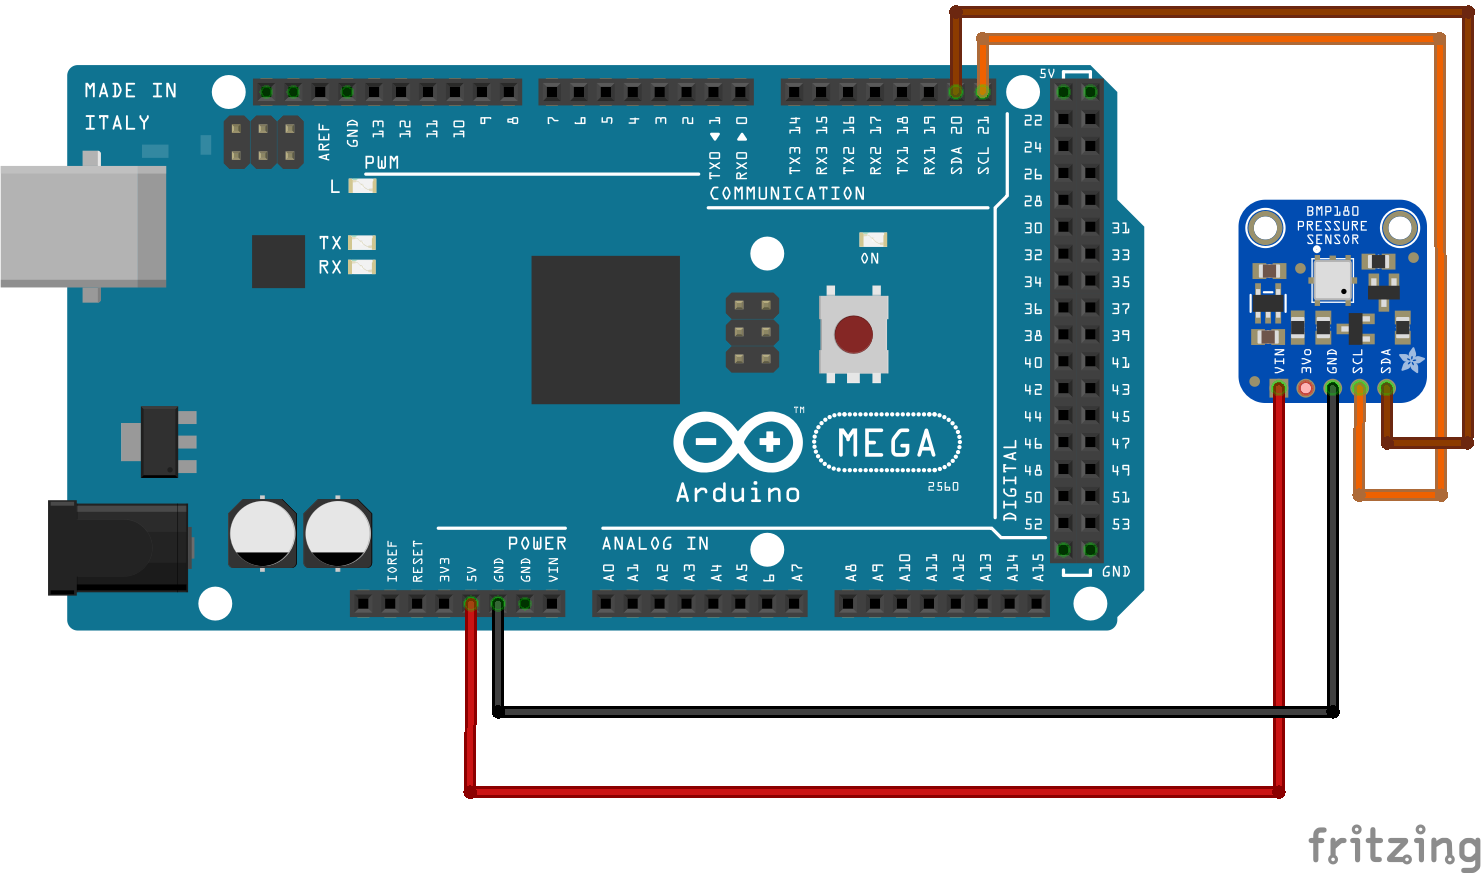 MADE IN
ITALY
AREF
GND
13
12
11
10
9
8
7
6
5
4
3
2
TX0 ◀ 1
RX0 ▶ 0
TX3 14
RX3 15
TX2 16
RX2 17
TX1 18
RX1 19
SDA 20
SCL 21
5V
PWM
COMMUNICATION
L
TX
RX
ON
22
24
26
28
30 31
32 33
34 35
36 37
38 39
40 41
42 43
44 45
46 47
48 49
50 51
52 53
DIGITAL
GND
TM
MEGA
Arduino
2560
POWER
ANALOG IN
IOREF
RESET
3V3
5V
GND
GND
VIN
A0
A1
A2
A3
A4
A5
6
A7
A8
A9
A10
A11
A12
A13
A14
A15
BMP180
PRESSURE
SENSOR
VIN
3Vo
GND
SCL
SDA
fritzing